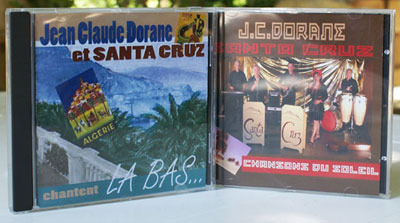 Jean Claude Dorane
et SANTA CRUZ
ALGERIE
chantent LA BAS...
J.C.DORANE
SANTA CRUZ
Santa Cruz
CHANSONS DU SOLEIL